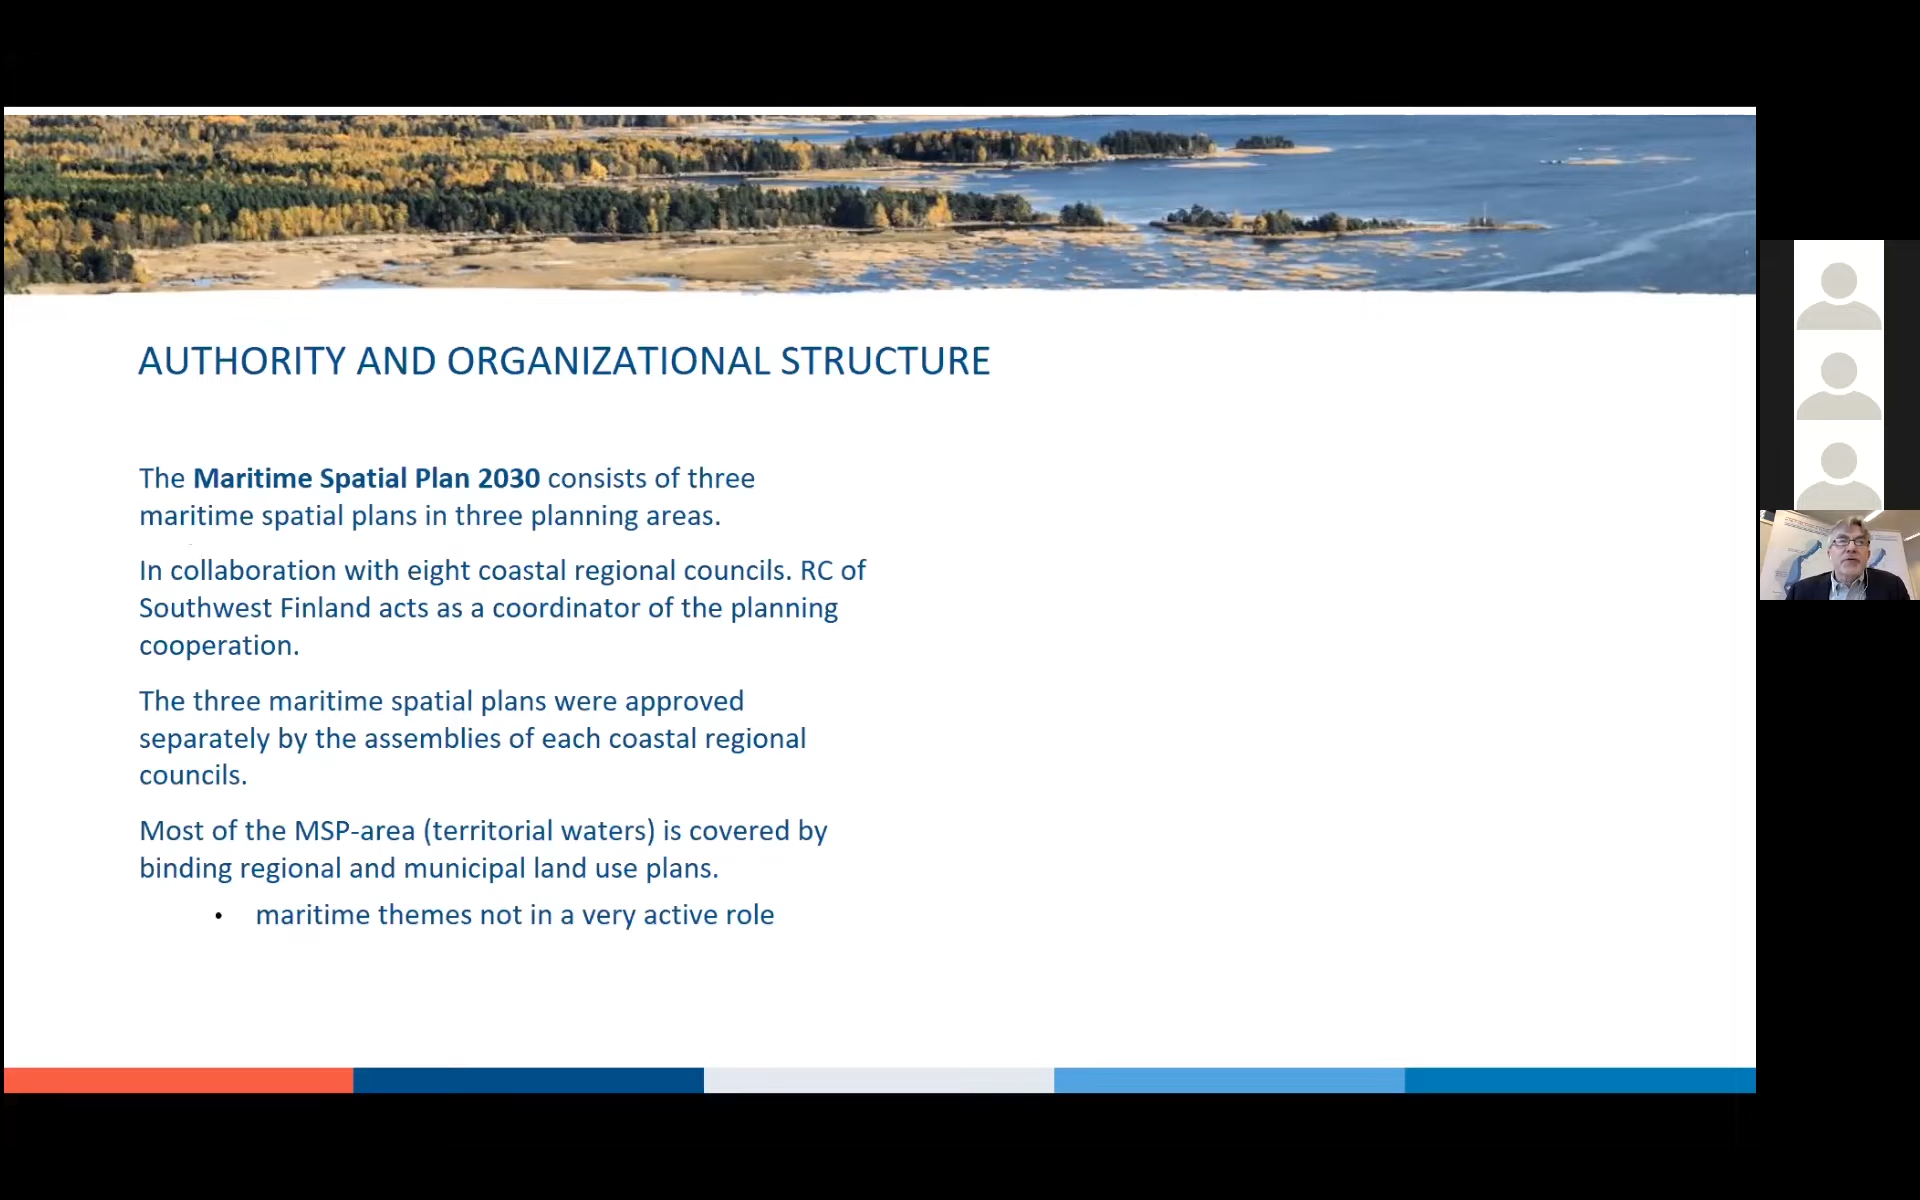 AUTHORITY AND ORGANIZATIONAL STRUCTURE
The Maritime Spatial Plan 2030 consists of three
maritime spatial plans in three planning areas.
In collaboration with eight coastal regional councils. RC of
Southwest Finland acts as a coordinator of the planning
cooperation.
The three maritime spatial plans were approved
separately by the assemblies of each coastal regional
councils.
Most of the MSP-area (territorial waters) is covered by
binding regional and municipal land use plans.
• maritime themes not in a very active role